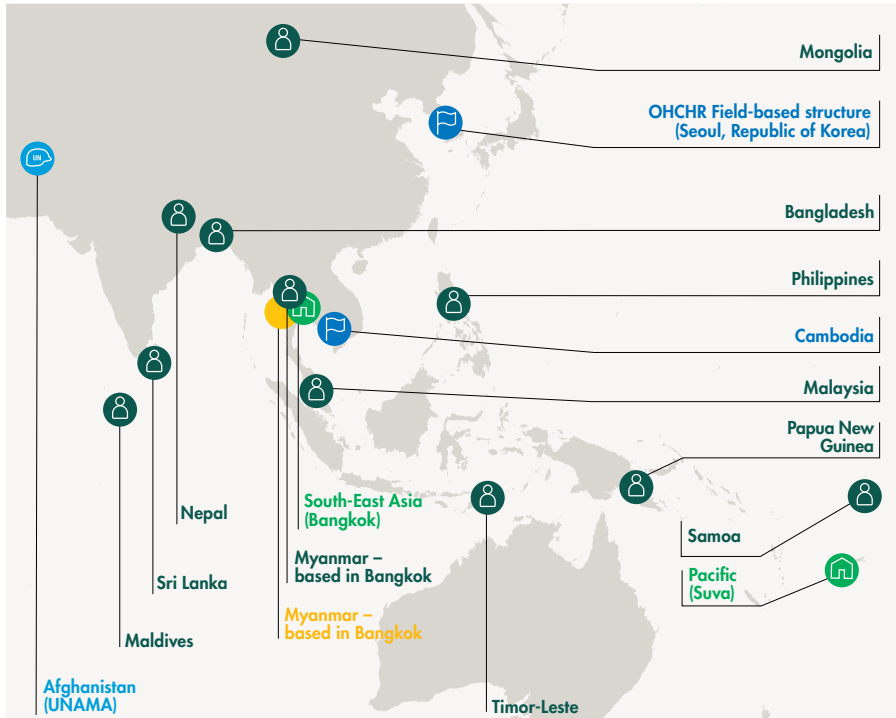 Mongolia
OHCHR Field-based structure
(Seoul, Republic of Korea)
UN
Bangladesh
Philippines
Cambodia
Malaysia
Papua New
Guinea
South-East Asia
(Bangkok)
Nepal
Samoa
Myanmar –
based in Bangkok
Pacific
(Suva)
Sri Lanka
Myanmar –
based in Bangkok
Maldives
Afghanistan
(UNAMA)
Timor-Leste